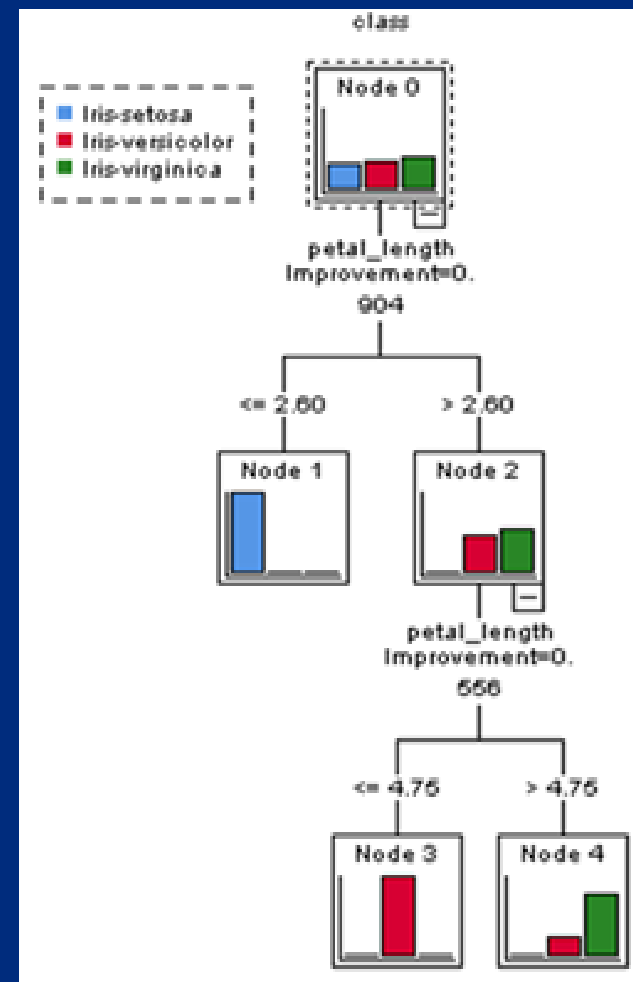 class
Iris-setosa
Iris-versicolor
Iris-virginica
Node 0
petal_length
Improvement=0.
904
<= 2.60
> 2.60
Node 1
Node 2
petal_length
Improvement=0.
556
<= 4.75
> 4.75
Node 3
Node 4